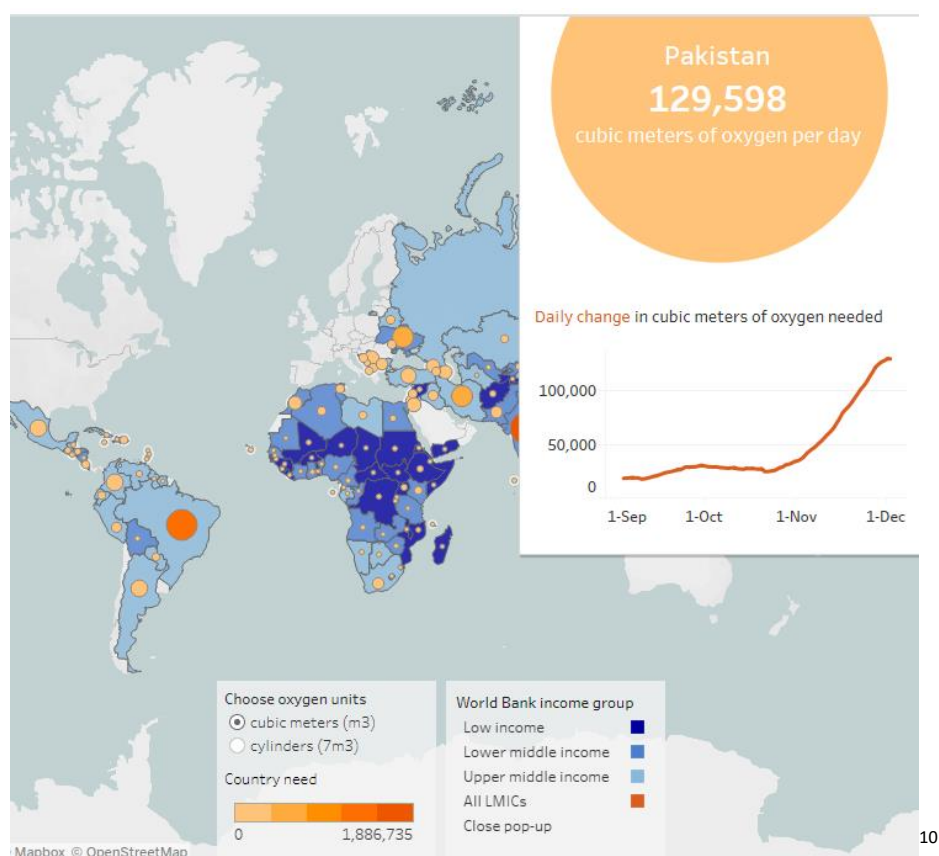 Pakistan
129,598
cubic meters of oxygen per day
Daily change in cubic meters of oxygen needed
100,000
50,000
0
1-Sep 1-Oct 1-Nov 1-Dec
Choose oxygen units
cubic meters (m3)
cylinders (7m3)
Country need
0 1,886,735
World Bank income group
Low income
Lower middle income
Upper middle income
All LMICs
Close pop-up
Mapbox © OpenStreetMap
10